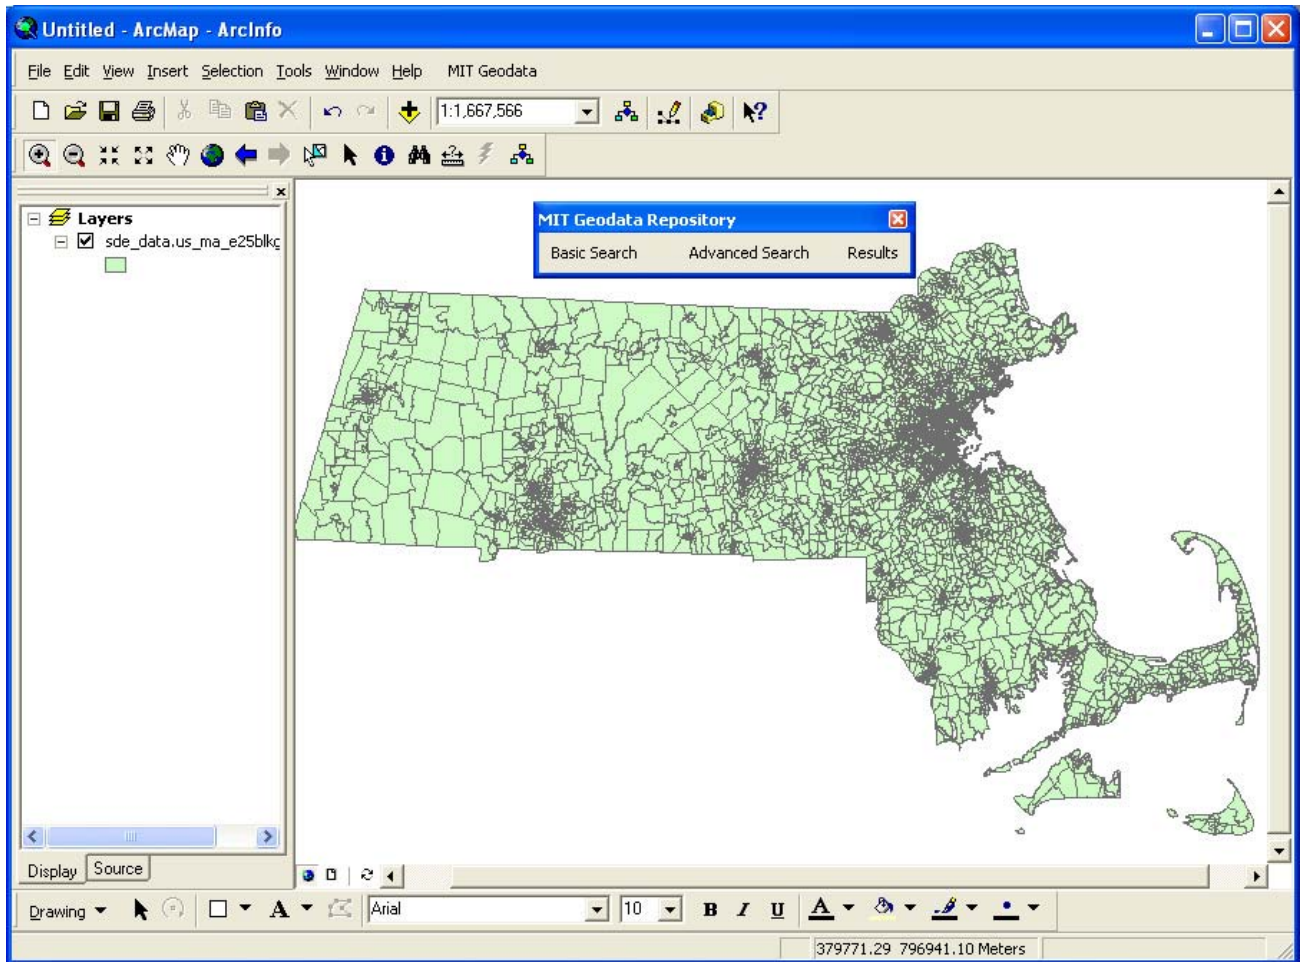 Untitled - ArcMap - ArcInfo
File Edit View Insert Selection Tools Window Help MIT Geodata
1:1,667,566
Layers
sde_data.us_ma_e25blkg
MIT Geodata Repository
Basic Search Advanced Search Results
Display Source
Drawing A Arial 10 B I U A
379771.29 796941.10 Meters